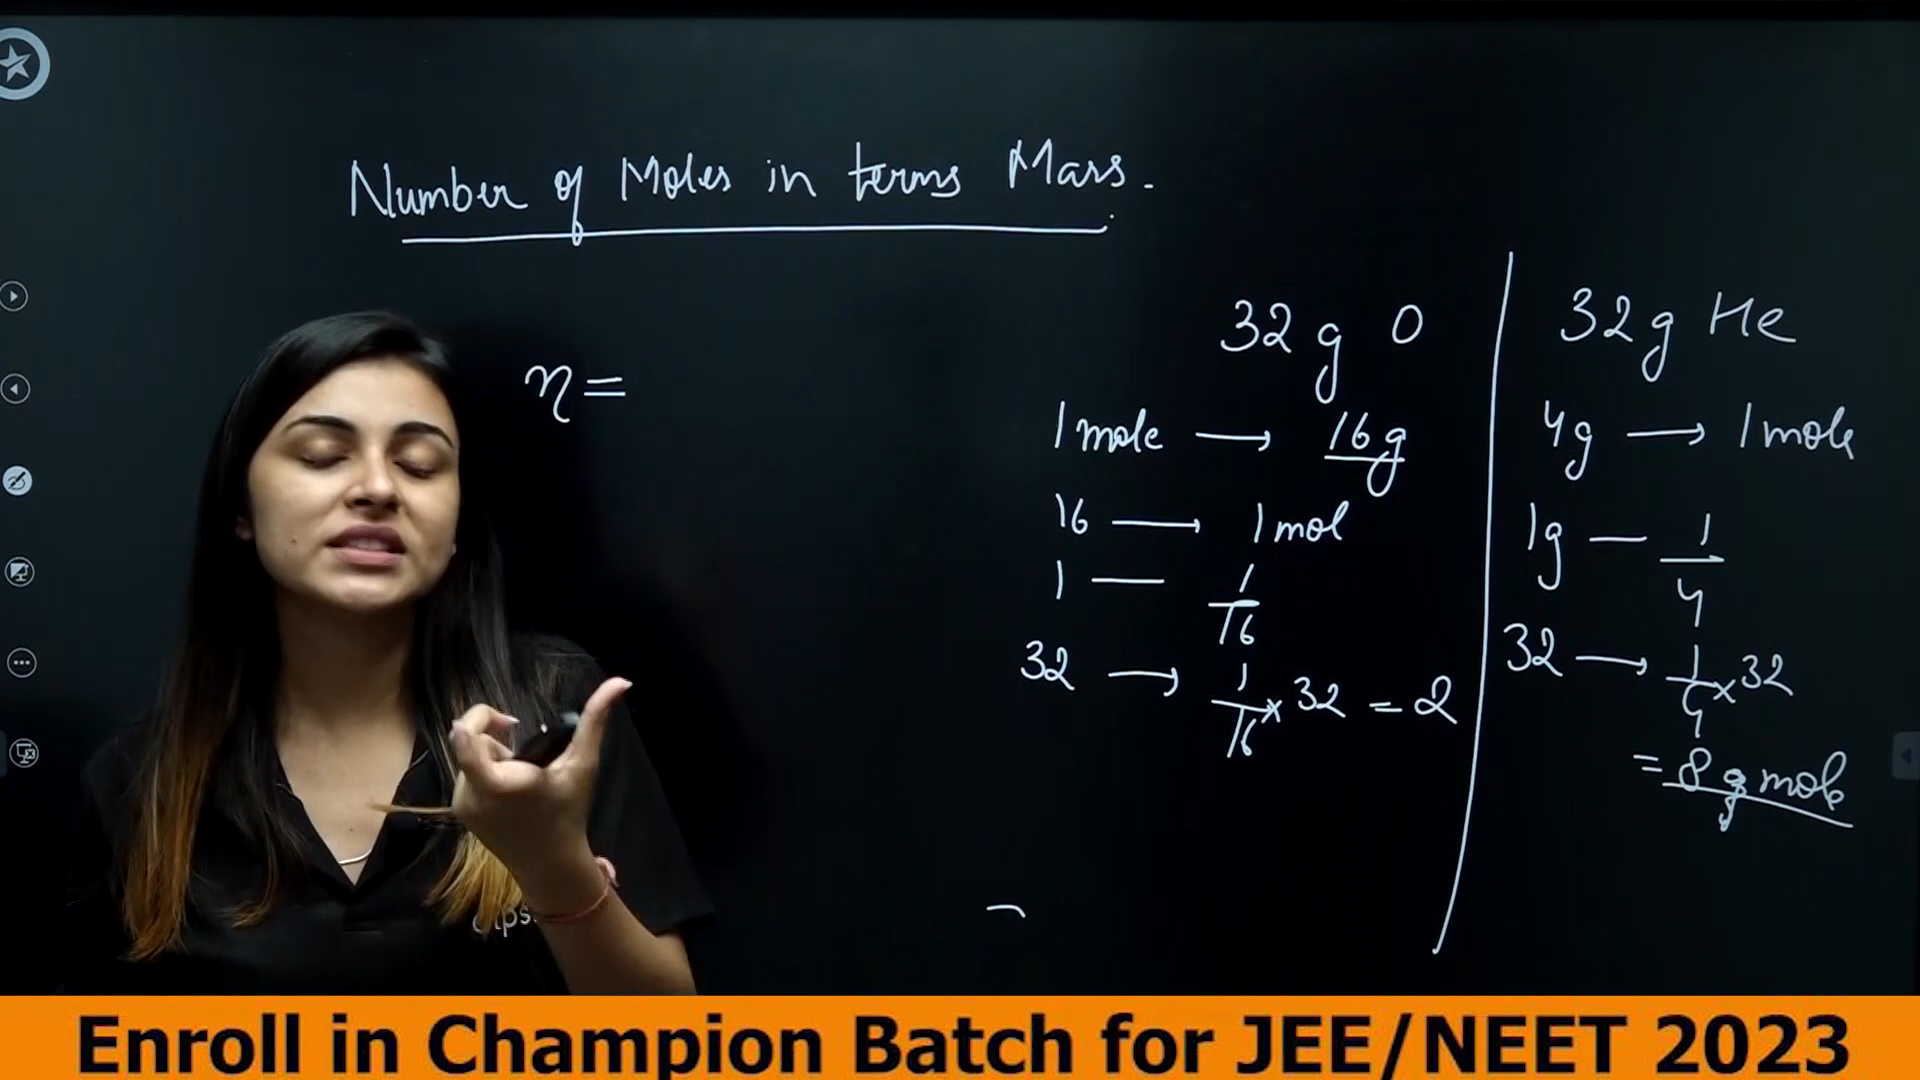 Number of Moles in terms Mass.
n=
32 g O
1 mole → 16g
16 → 1 mol
1 — 1/16
32 → 1/16 × 32 = 2
32g He
4g → 1 mole
1g — 1/4
32 → 1/4 × 32
= 8 g mole
Enroll in Champion Batch for JEE/NEET 2023